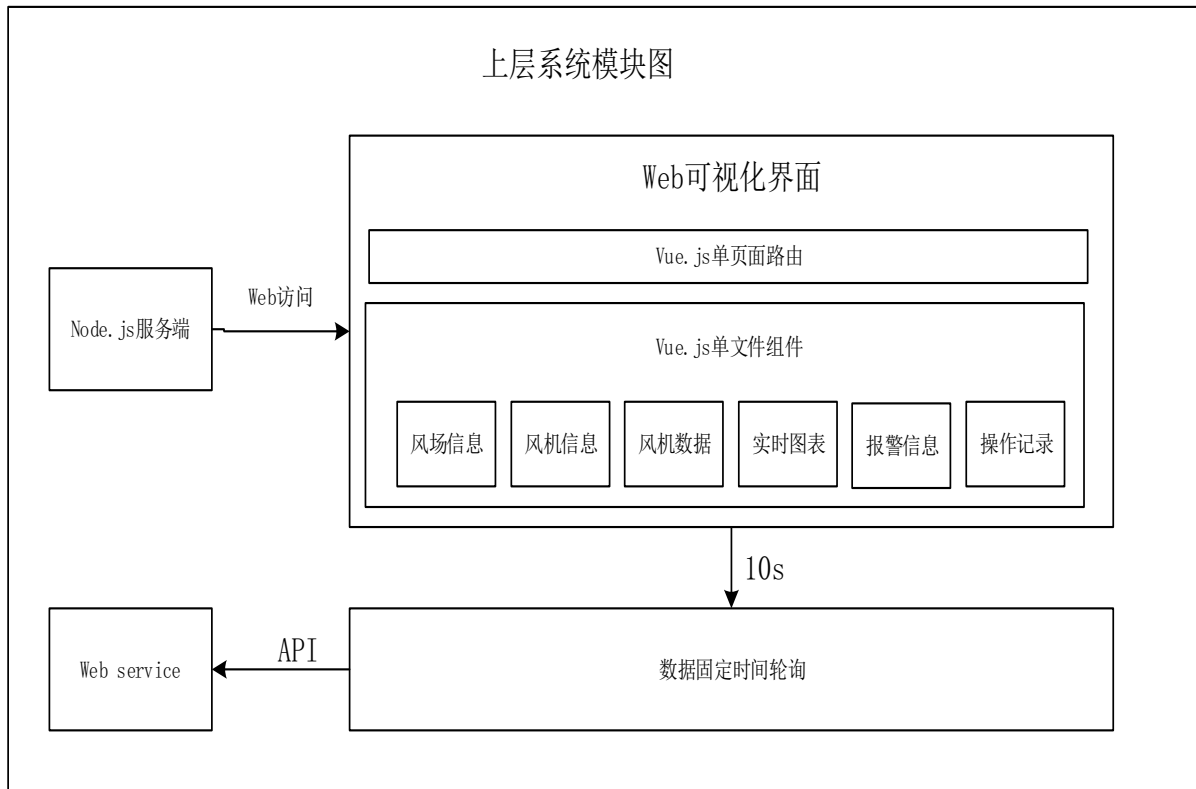 上层系统模块图
Web可视化界面
Vue.js单页面路由
Web访问
Node.js服务端
Vue.js单文件组件
风场信息
风机信息
风机数据
实时图表
报警信息
操作记录
10s
API
Web service
数据固定时间轮询